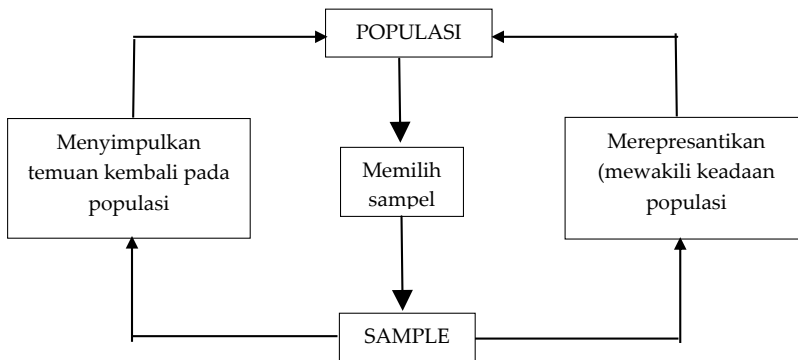 POPULASI
Menyimpulkan
temuan kembali pada
populasi
Memilih
sampel
Merepresantikan
(mewakili keadaan
populasi
SAMPLE